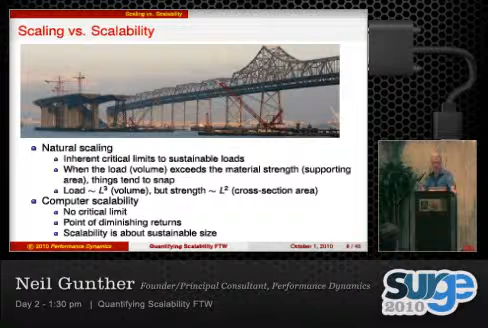 Scaling vs. Scalability
Scaling vs. Scalability
Natural scaling
Inherent critical limits to sustainable loads
When the load (volume) exceeds the material strength (supporting
area), things tend to snap
Load ∼ L³ (volume), but strength ∼ L² (cross-section area)
Computer scalability
No critical limit
Point of diminishing returns
Scalability is about sustainable size
© 2010 Performance Dynamics Quantifying Scalability FTW October 1, 2010 8 / 45
Neil Gunther Founder/Principal Consultant, Performance Dynamics
Day 2 - 1:30 pm | Quantifying Scalability FTW
surge
2010